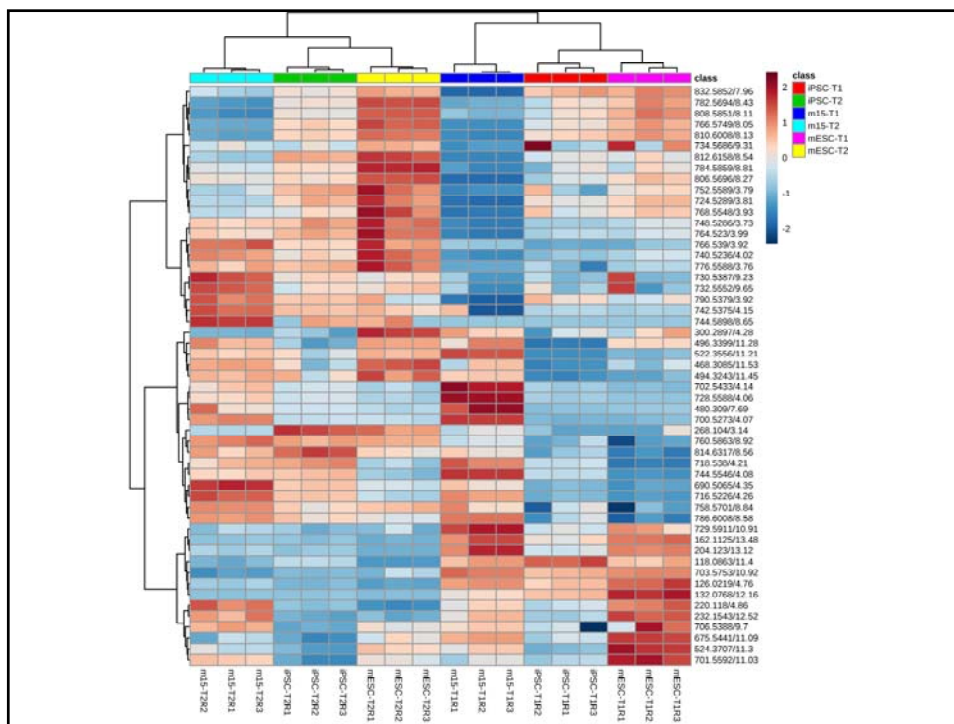 class
832.5852/7.96
782.5694/8.43
808.5851/8.11
766.5749/8.05
810.6008/8.13
734.5686/9.31
812.6158/8.54
784.5859/8.81
806.5696/8.27
752.5589/3.79
724.5289/3.81
768.5548/3.93
740.5236/4.02
764.523/3.99
766.539/3.92
776.5588/3.76
730.5387/9.23
732.5552/9.65
790.5379/3.92
742.5375/4.15
744.5898/8.65
300.2897/4.28
496.3399/11.28
522.3556/11.21
468.3085/11.53
494.3243/11.45
702.5433/4.14
728.5588/4.06
480.309/7.69
700.5273/4.07
268.104/3.14
760.5863/8.92
814.6317/8.56
718.538/4.21
744.5546/4.08
690.5065/4.35
716.5226/4.26
758.5701/8.84
786.6008/8.58
729.5911/10.91
162.1125/13.48
204.123/13.12
118.0863/11.4
703.5753/10.92
126.0219/4.76
132.0768/12.16
220.118/4.86
232.1543/12.52
706.5388/9.7
675.5441/11.09
624.3707/11.3
701.5592/11.03
m15-T2R2
m15-T2R1
m15-T2R3
iPSC-T2R1
iPSC-T2R2
iPSC-T2R3
mESC-T2R1
mESC-T2R2
mESC-T2R3
m15-T1R1
m15-T1R2
m15-T1R3
iPSC-T1R2
iPSC-T1R1
iPSC-T1R3
mESC-T1R1
mESC-T1R2
mESC-T1R3
2
1
0
-1
-2
class
iPSC-T1
iPSC-T2
m15-T1
m15-T2
mESC-T1
mESC-T2